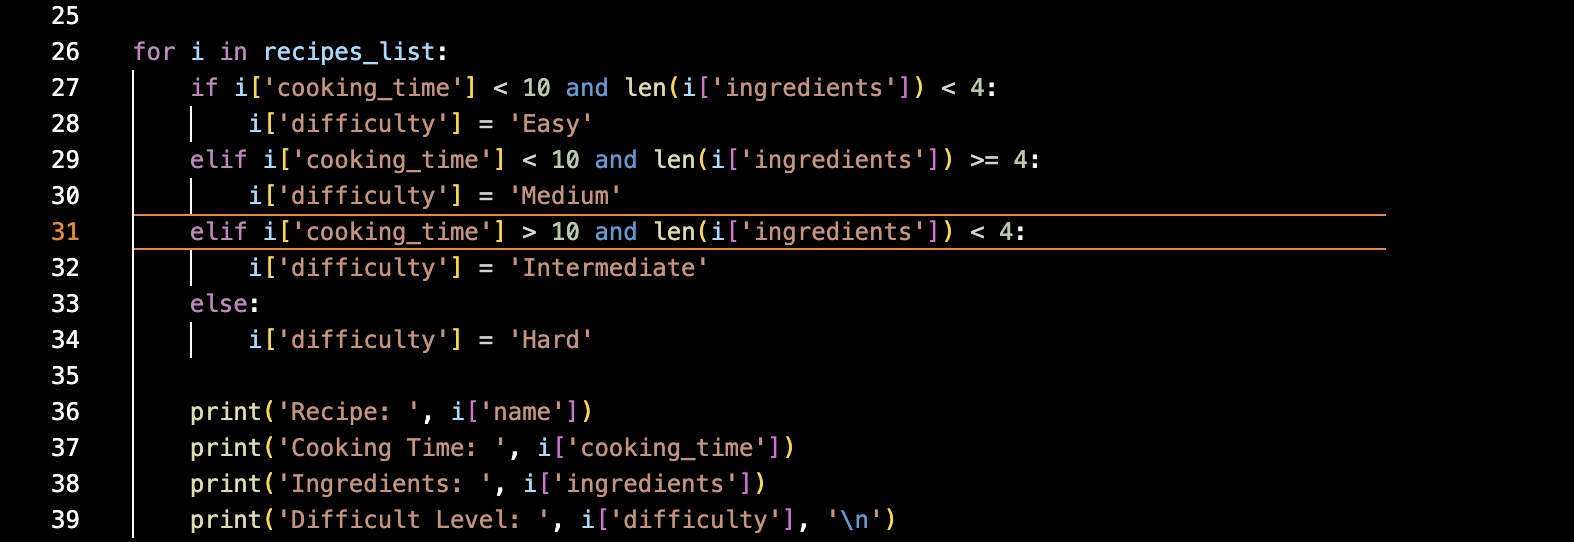 25
26 for i in recipes_list:
27     if i['cooking_time'] < 10 and len(i['ingredients']) < 4:
28         i['difficulty'] = 'Easy'
29     elif i['cooking_time'] < 10 and len(i['ingredients']) >= 4:
30         i['difficulty'] = 'Medium'
31     elif i['cooking_time'] > 10 and len(i['ingredients']) < 4:
32         i['difficulty'] = 'Intermediate'
33     else:
34         i['difficulty'] = 'Hard'
35
36     print('Recipe: ', i['name'])
37     print('Cooking Time: ', i['cooking_time'])
38     print('Ingredients: ', i['ingredients'])
39     print('Difficult Level: ', i['difficulty'], '\n')